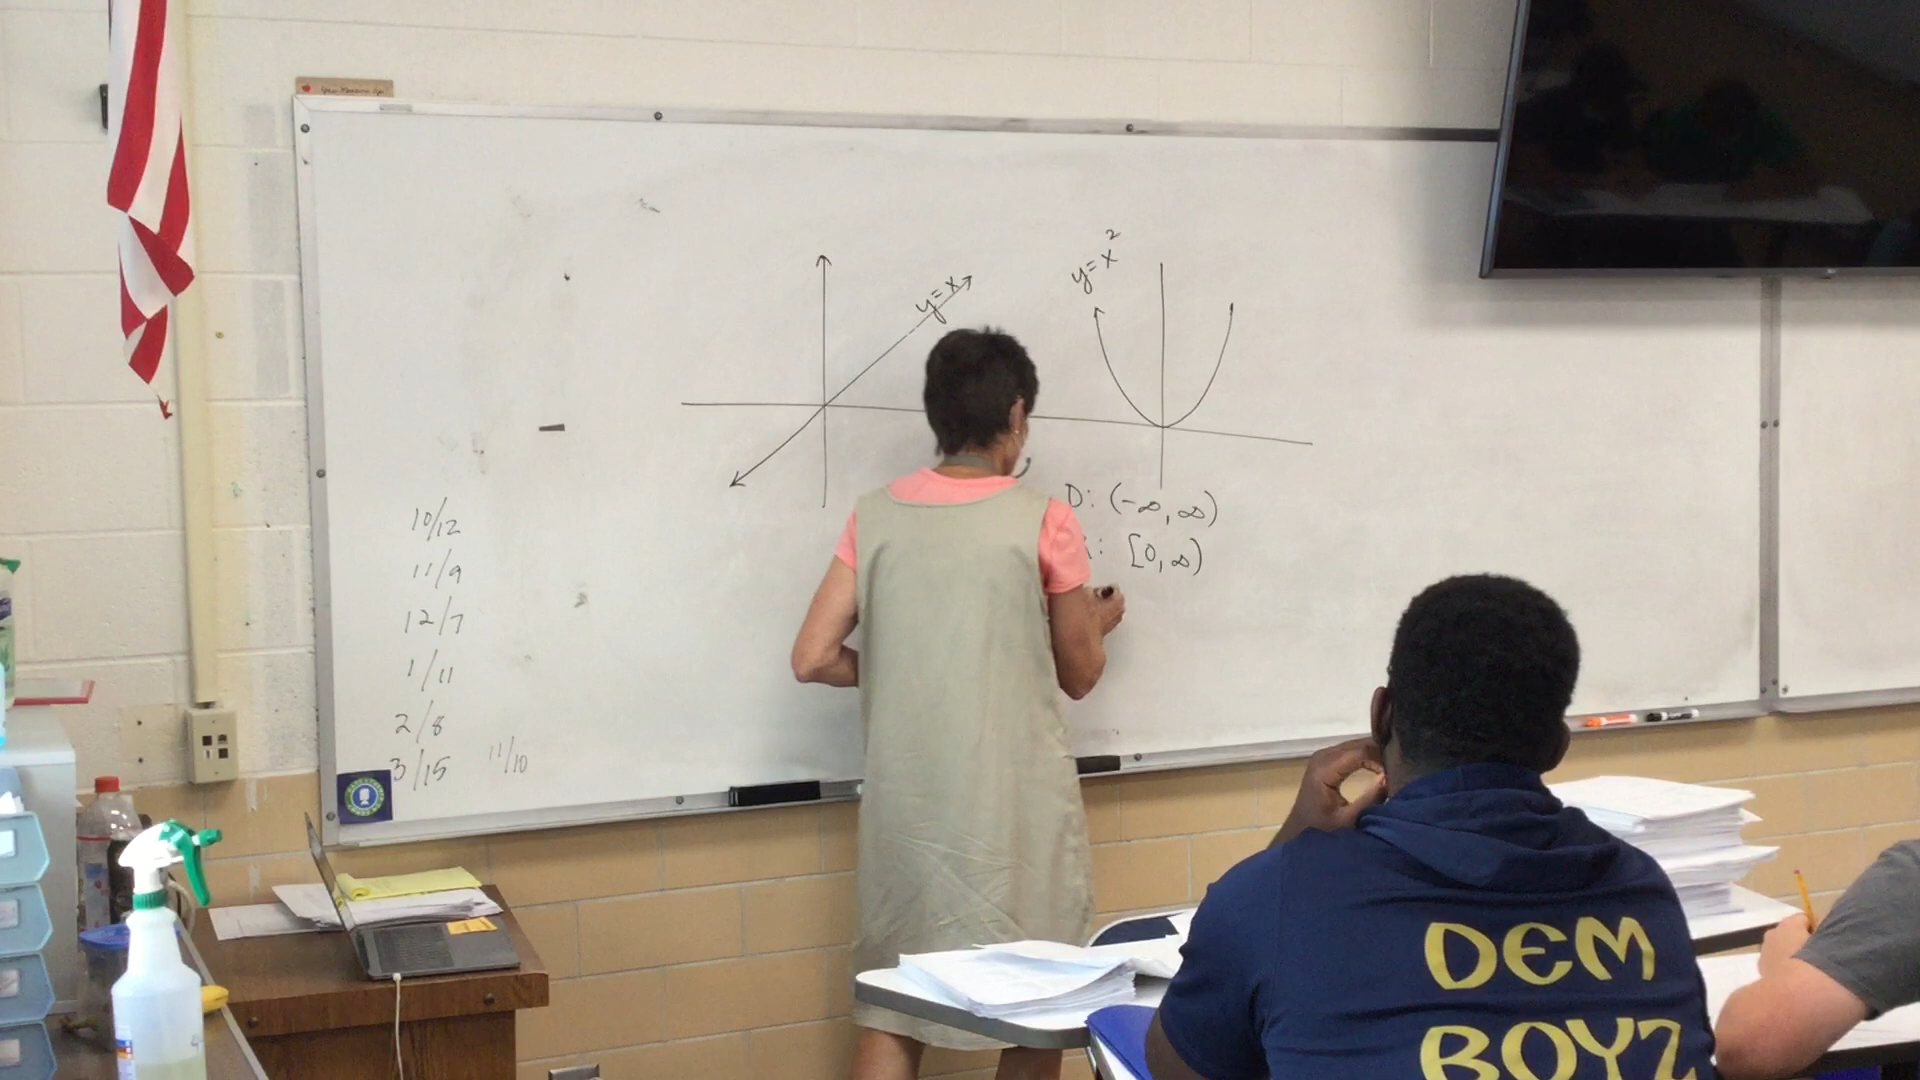 y=x
y=x²
D: (-∞, ∞)
: [0, ∞)
10/12
11/9
12/7
1/11
2/8
3/15
11/10
DEM
BOYZ